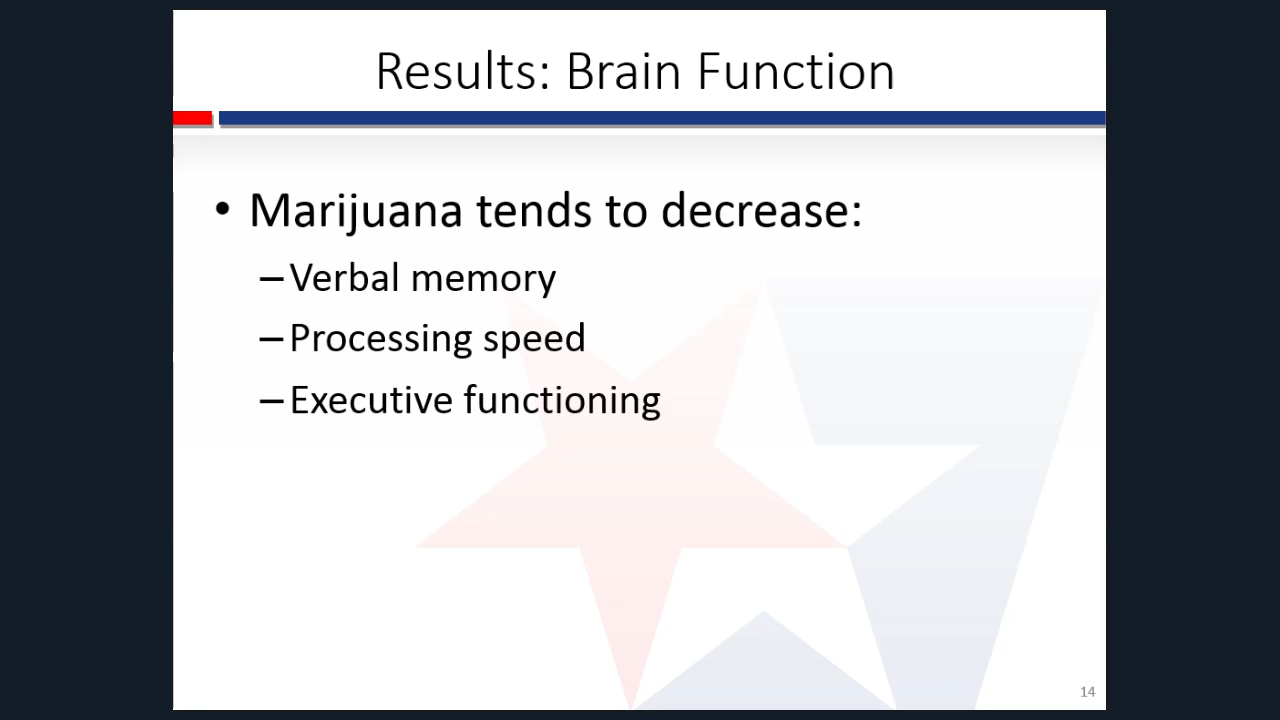 Results: Brain Function
• Marijuana tends to decrease:
–Verbal memory
–Processing speed
–Executive functioning
14